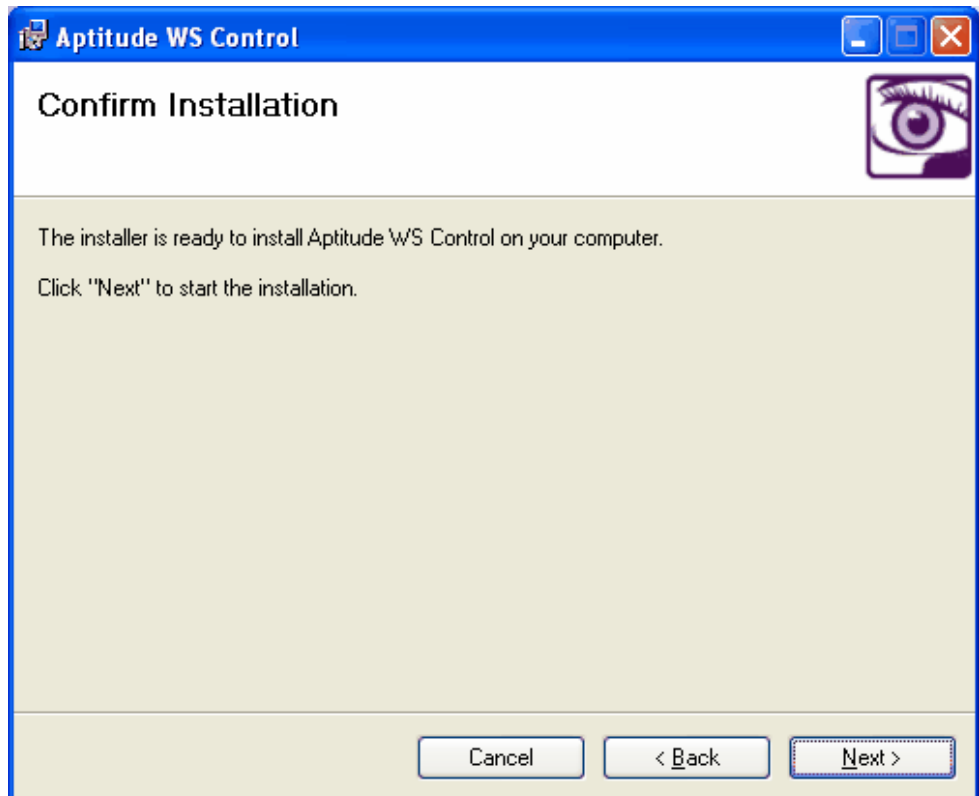 Aptitude WS Control
Confirm Installation
The installer is ready to install Aptitude WS Control on your computer.
Click "Next" to start the installation.
Cancel
< Back
Next >